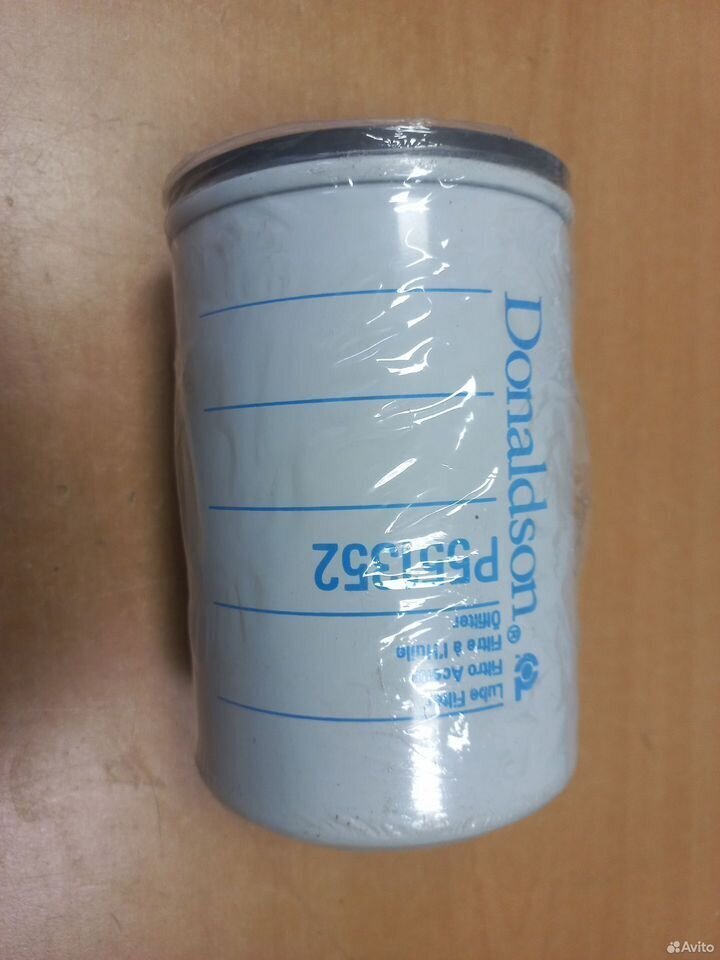 Donaldson®
P551352
Lube Filter
Filtro Aceite
Filtre à l'Huile
Ölfilter
Avito